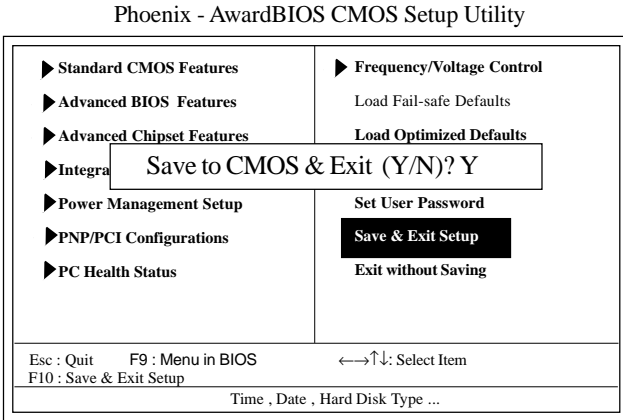 Phoenix - AwardBIOS CMOS Setup Utility
Standard CMOS Features
Advanced BIOS Features
Advanced Chipset Features
Integra
Power Management Setup
PNP/PCI Configurations
PC Health Status
Frequency/Voltage Control
Load Fail-safe Defaults
Load Optimized Defaults
Set User Password
Save & Exit Setup
Exit without Saving
Save to CMOS & Exit (Y/N)? Y
Esc : Quit F9 : Menu in BIOS ←→↑↓: Select Item
F10 : Save & Exit Setup
Time , Date , Hard Disk Type ...